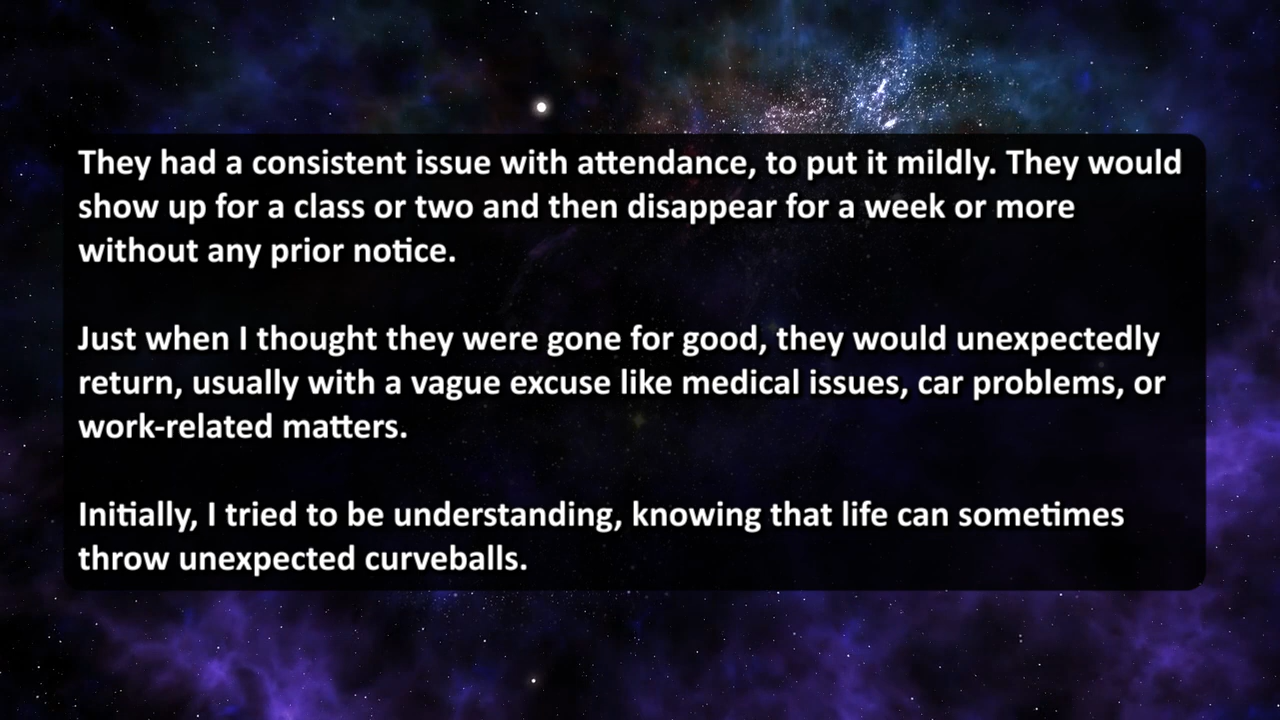 They had a consistent issue with attendance, to put it mildly. They would
show up for a class or two and then disappear for a week or more
without any prior notice.
Just when I thought they were gone for good, they would unexpectedly
return, usually with a vague excuse like medical issues, car problems, or
work-related matters.
Initially, I tried to be understanding, knowing that life can sometimes
throw unexpected curveballs.